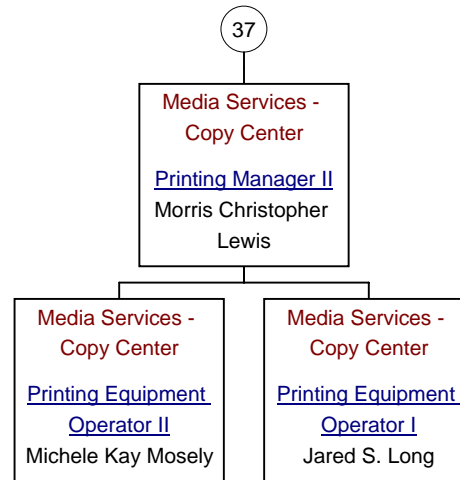 37
Media Services -
Copy Center
Printing Manager II
Morris Christopher
Lewis
Media Services -
Copy Center
Printing Equipment
Operator II
Michele Kay Mosely
Media Services -
Copy Center
Printing Equipment
Operator I
Jared S. Long